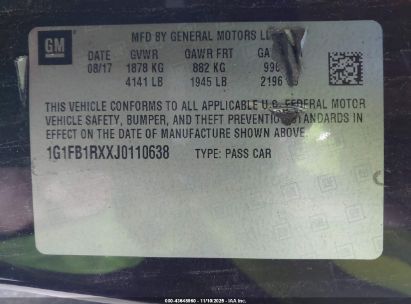 GM
MFD BY GENERAL MOTORS LLC
DATE GVWR GAWR FRT
08/17 1878 KG 882 KG
4141 LB 1945 LB 2196
THIS VEHICLE CONFORMS TO ALL APPLICABLE U.S. FEDERAL MOTOR
VEHICLE SAFETY, BUMPER, AND THEFT PREVENTION STANDARDS IN
EFFECT ON THE DATE OF MANUFACTURE SHOWN ABOVE.
1G1FB1RXXJ0110638 TYPE: PASS CAR